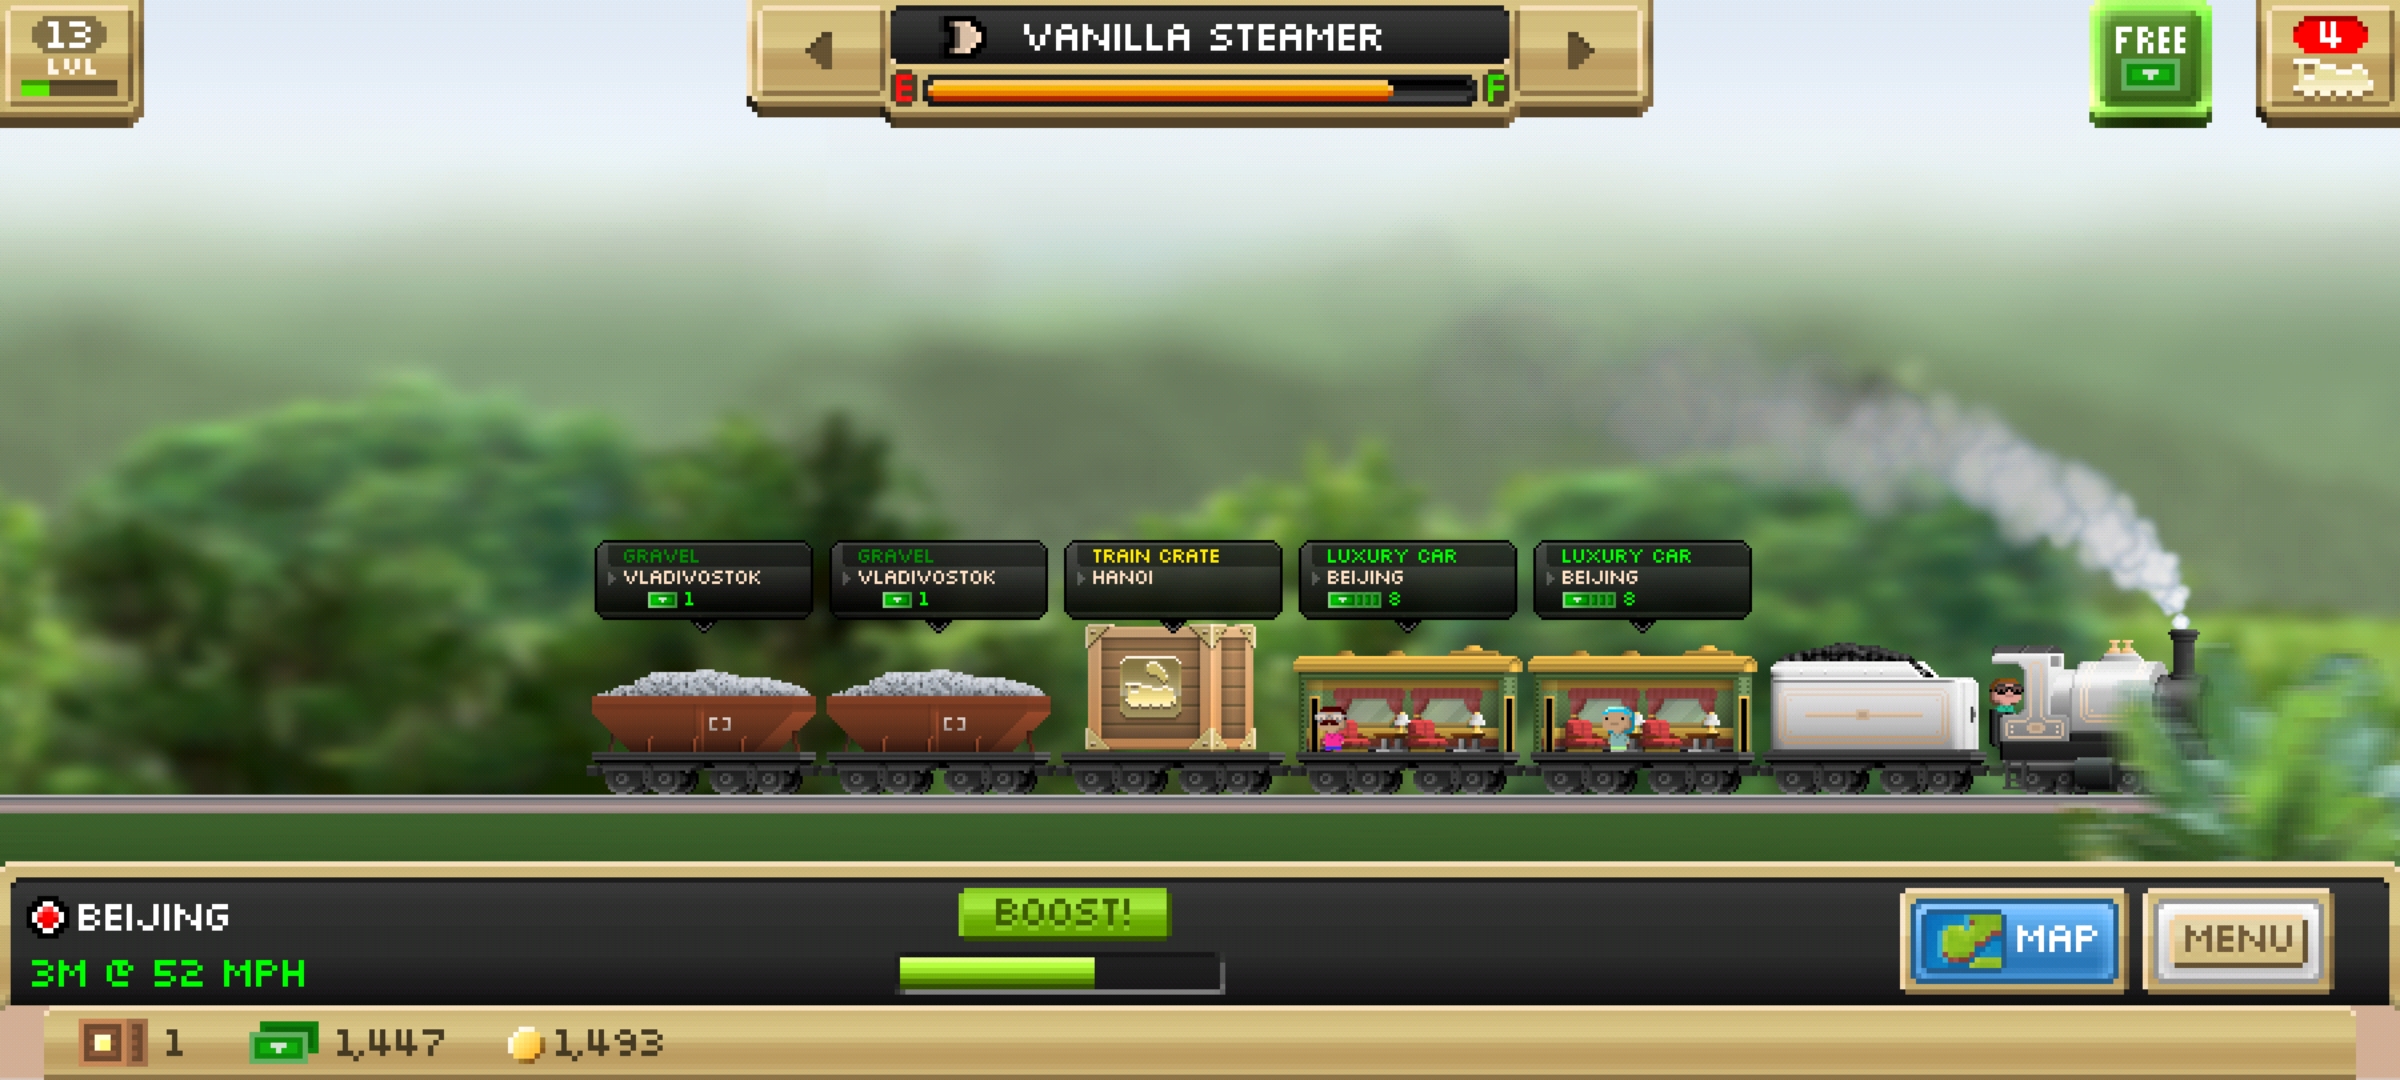 13
LVL
VANILLA STEAMER
E F
FREE
4
GRAVEL
VLADIVOSTOK
1
GRAVEL
VLADIVOSTOK
1
TRAIN CRATE
HANOI
LUXURY CAR
BEIJING
8
LUXURY CAR
BEIJING
8
BEIJING
3M @ 52 MPH
BOOST!
MAP
MENU
1 1,447 1,493